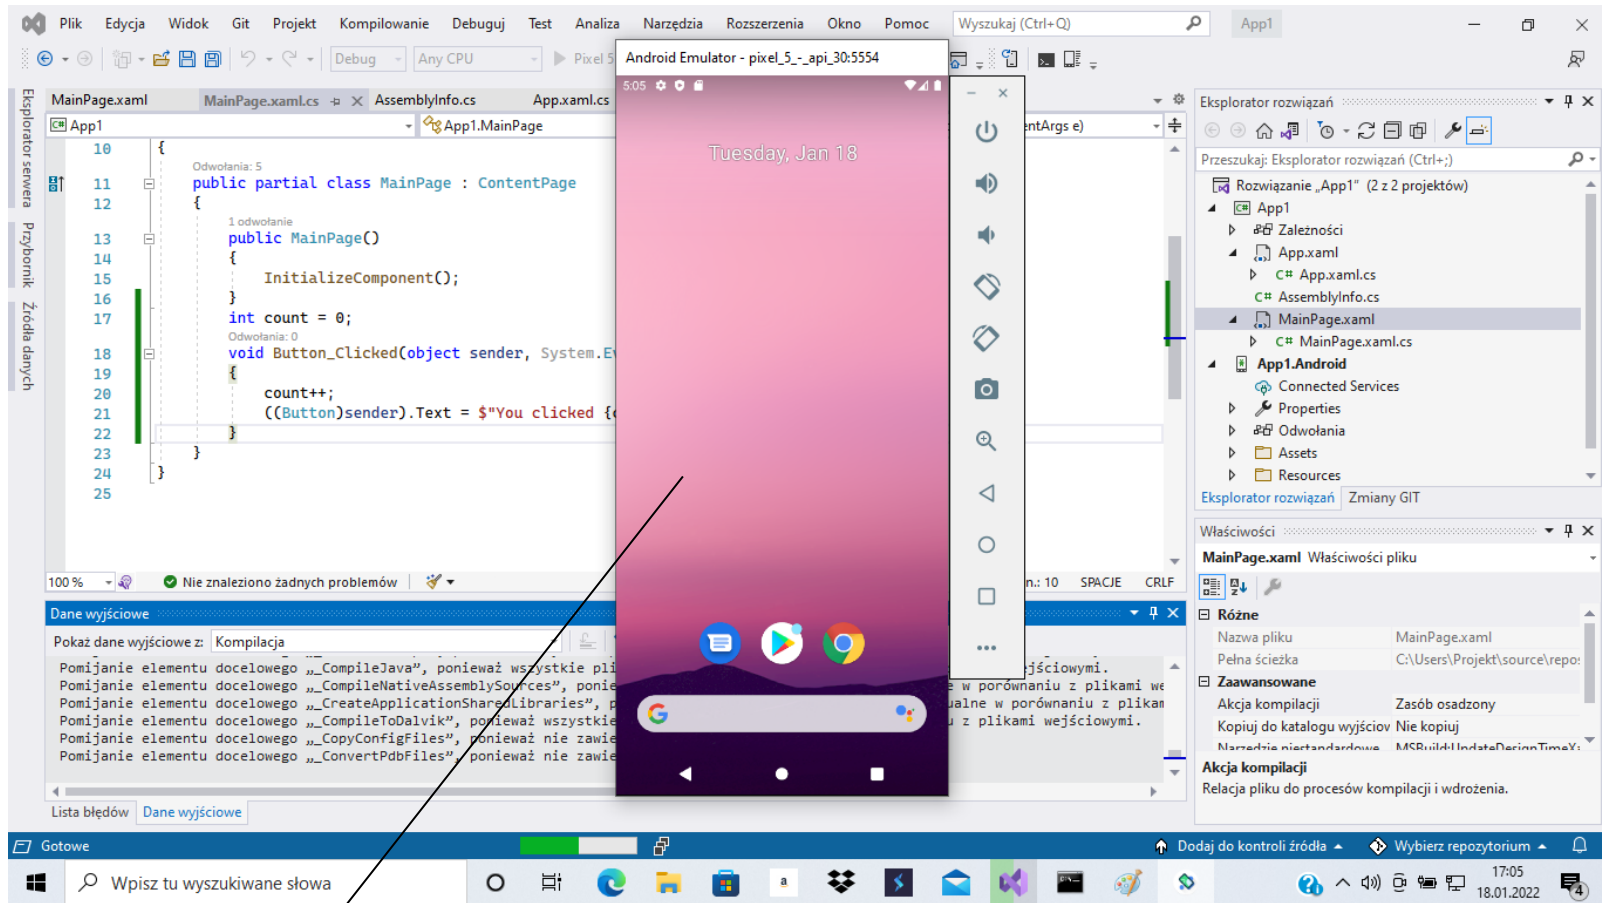 Plik Edycja Widok Git Projekt Kompilowanie Debuguj Test Analiza Narzędzia Rozszerzenia Okno Pomoc Wyszukaj (Ctrl+Q) App1
Debug Any CPU Pixel 5
Android Emulator - pixel_5_-_api_30:5554
5:05
Tuesday, Jan 18
Eksplorator serwera
Przybornik
Źródła danych
MainPage.xaml MainPage.xaml.cs AssemblyInfo.cs App.xaml.cs
App1 App1.MainPage entArgs e)
10 {
Odwołania: 5
11 public partial class MainPage : ContentPage
12 {
1 odwołanie
13 public MainPage()
14 {
15 InitializeComponent();
16 }
17 int count = 0;
Odwołania: 0
18 void Button_Clicked(object sender, System.Ev
19 {
20 count++;
21 ((Button)sender).Text = $"You clicked {c
22 }
23 }
24 }
25
100 % Nie znaleziono żadnych problemów n.: 10 SPACJE CRLF
Dane wyjściowe
Pokaż dane wyjściowe z: Kompilacja
Pomijanie elementu docelowego „_CompileJava”, ponieważ wszystkie pli ejściowymi.
Pomijanie elementu docelowego „_CompileNativeAssemblySources”, ponie e w porównaniu z plikami we
Pomijanie elementu docelowego „_CreateApplicationSharedLibraries”, p ualne w porównaniu z plikam
Pomijanie elementu docelowego „_CompileToDalvik”, ponieważ wszystkie u z plikami wejściowymi.
Pomijanie elementu docelowego „_CopyConfigFiles”, ponieważ nie zawie
Pomijanie elementu docelowego „_ConvertPdbFiles”, ponieważ nie zawie
Lista błędów Dane wyjściowe
Eksplorator rozwiązań
Przeszukaj: Eksplorator rozwiązań (Ctrl+;)
Rozwiązanie „App1” (2 z 2 projektów)
C# App1
Zależności
App.xaml
C# App.xaml.cs
C# AssemblyInfo.cs
MainPage.xaml
C# MainPage.xaml.cs
App1.Android
Connected Services
Properties
Odwołania
Assets
Resources
Eksplorator rozwiązań Zmiany GIT
Właściwości
MainPage.xaml Właściwości pliku
Różne
Nazwa pliku MainPage.xaml
Pełna ścieżka C:\Users\Projekt\source\repos
Zaawansowane
Akcja kompilacji Zasób osadzony
Kopiuj do katalogu wyjściov Nie kopiuj
Narzędzie niestandardowe MSBuild:UpdateDesignTimeXa
Akcja kompilacji
Relacja pliku do procesów kompilacji i wdrożenia.
Gotowe Dodaj do kontroli źródła Wybierz repozytorium
Wpisz tu wyszukiwane słowa
17:05
18.01.2022
4